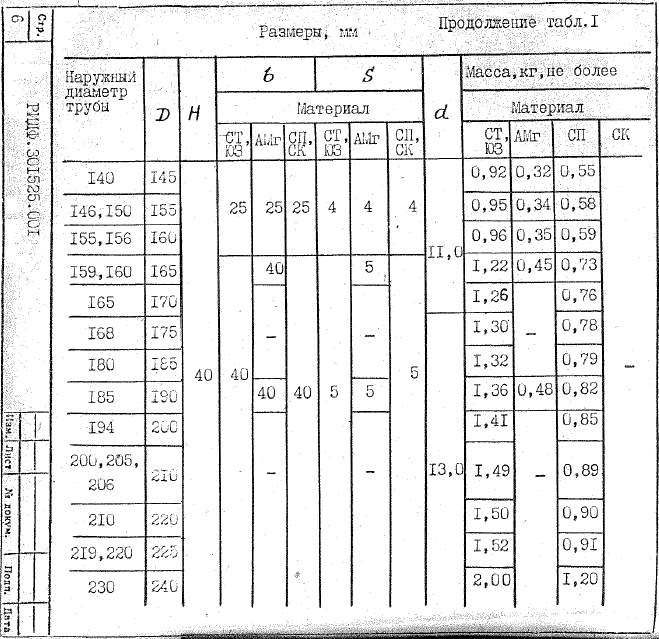 Стр.
6
РИЦФ.301525.001
Размеры, мм
Продолжение табл.I
Наружный диаметр трубы | D | H | b | S | d | Масса,кг,не более
Материал | Материал
СТ, ЮЗ | АМг | СП, СК | СТ, ЮЗ | АМг | СП, СК | СТ, ЮЗ | АМг | СП | СК
I40 | I45 | 0,92 | 0,32 | 0,55
I46,I50 | I55 | 25 | 25 | 25 | 4 | 4 | 4 | 0,95 | 0,34 | 0,58
I55,I56 | I60 | II,0 | 0,96 | 0,35 | 0,59
I59,I60 | I65 | 40 | 5 | I,22 | 0,45 | 0,73
I65 | I70 | I,26 | 0,76
I68 | I75 | – | – | I,30 | – | 0,78
I80 | I85 | 40 | 40 | 5 | I,32 | 0,79 | –
I85 | I90 | 40 | 40 | 5 | 5 | I,36 | 0,48 | 0,82
I94 | 200 | I,4I | 0,85
200,205, 206 | 2I0 | – | – | I3,0 | I,49 | – | 0,89
2I0 | 220 | I,50 | 0,90
2I9,220 | 225 | I,52 | 0,9I
230 | 240 | 2,00 | I,20
Изм.
Лист
№ докум.
Подп.
Дата